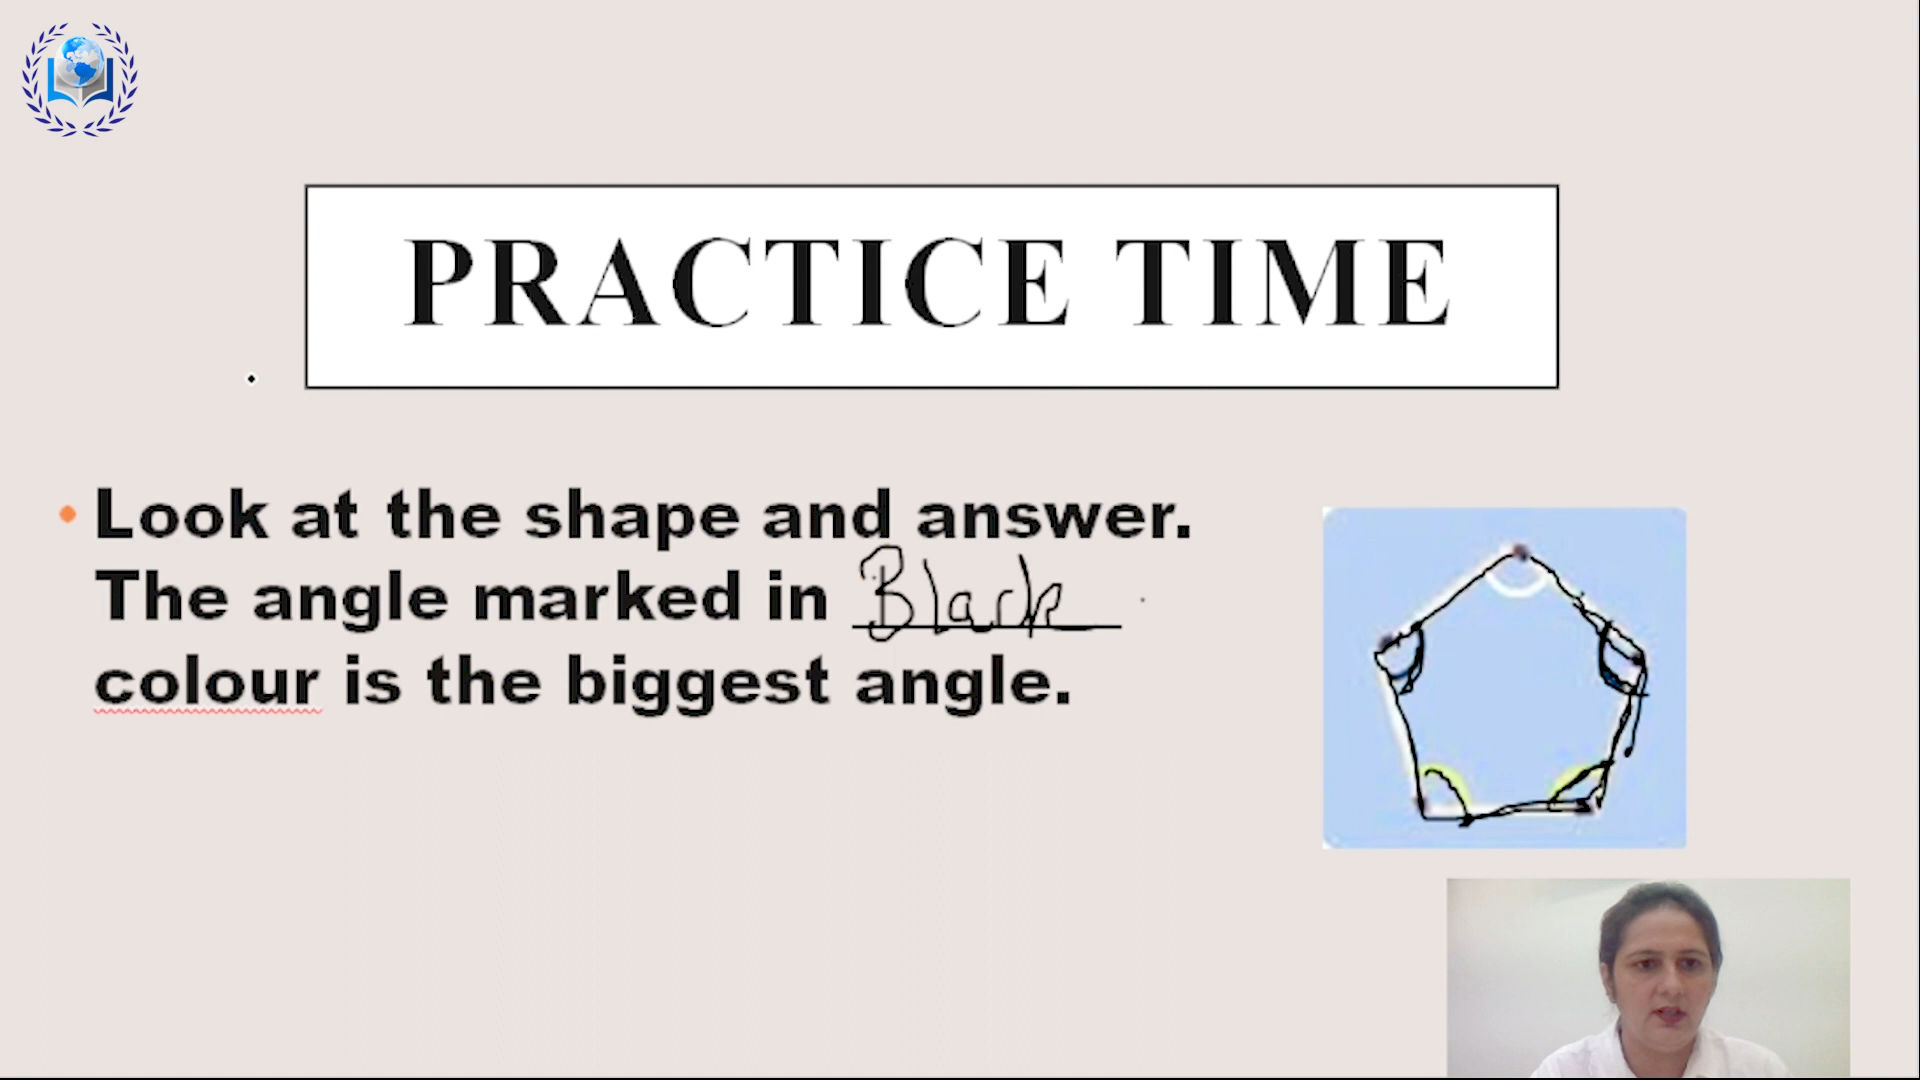 PRACTICE TIME
• Look at the shape and answer.
The angle marked in Black
colour is the biggest angle.